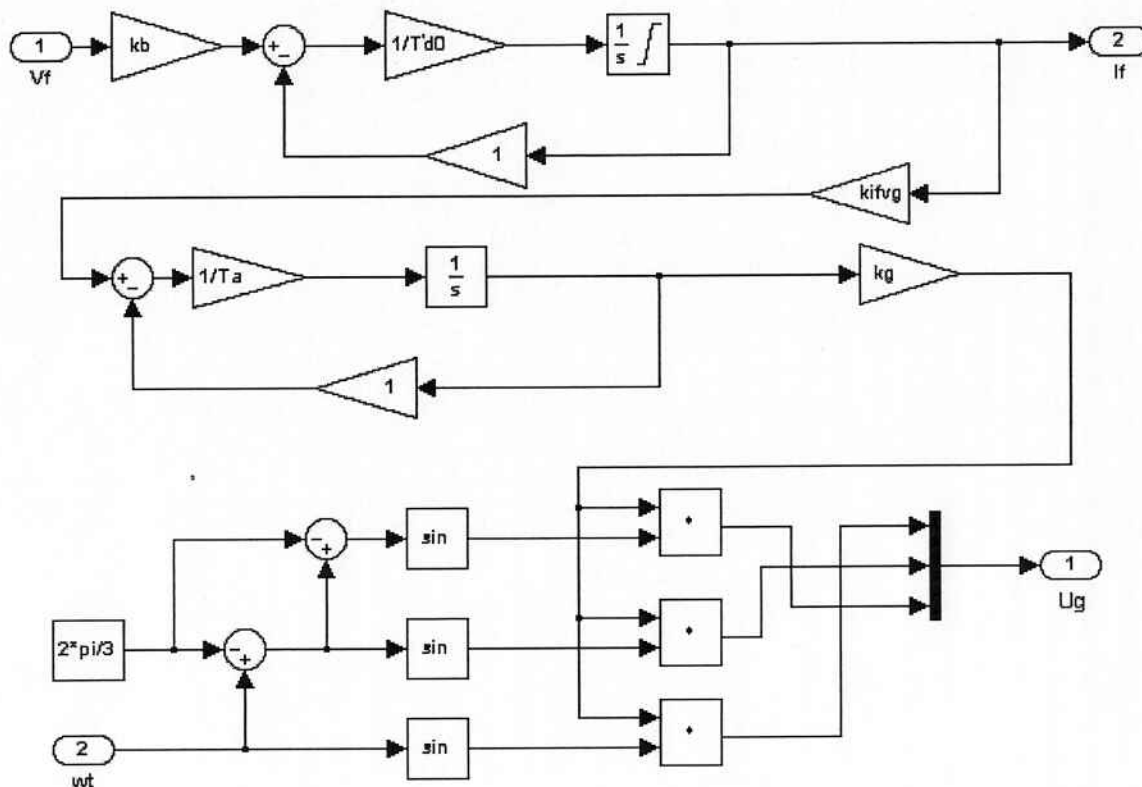 1
Vf
kb
+
-
1/T'd0
1
s
2
If
1
kifvg
+
-
1/Ta
1
s
kg
1
2*pi/3
-
+
sin
-
+
sin
sin
1
Ug
2
wt